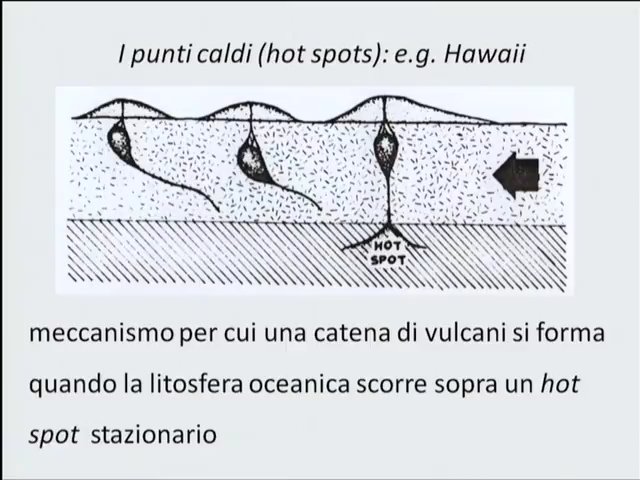 I punti caldi (hot spots): e.g. Hawaii
HOT
SPOT
meccanismo per cui una catena di vulcani si forma
quando la litosfera oceanica scorre sopra un hot
spot stazionario